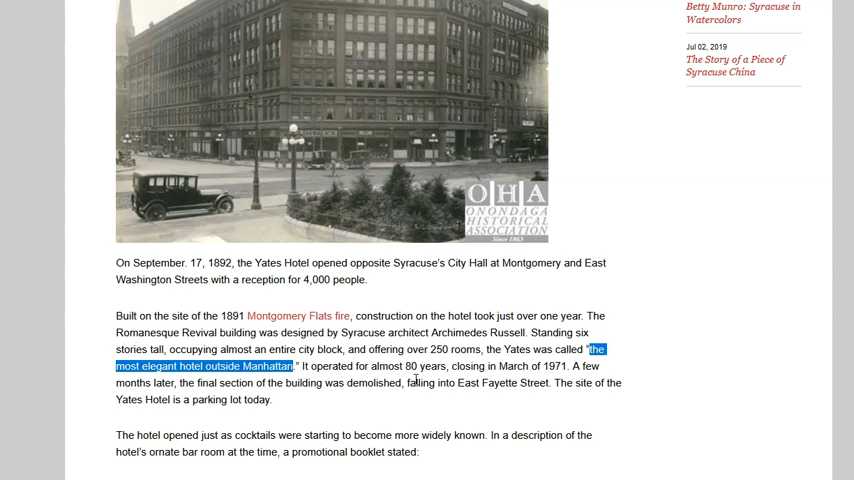 Betty Munro: Syracuse in
Watercolors
Jul 02, 2019
The Story of a Piece of
Syracuse China
OHA
ONONDAGA
HISTORICAL
ASSOCIATION
Since 1863
On September. 17, 1892, the Yates Hotel opened opposite Syracuse's City Hall at Montgomery and East
Washington Streets with a reception for 4,000 people.
Built on the site of the 1891 Montgomery Flats fire, construction on the hotel took just over one year. The
Romanesque Revival building was designed by Syracuse architect Archimedes Russell. Standing six
stories tall, occupying almost an entire city block, and offering over 250 rooms, the Yates was called "the
most elegant hotel outside Manhattan." It operated for almost 80 years, closing in March of 1971. A few
months later, the final section of the building was demolished, falling into East Fayette Street. The site of the
Yates Hotel is a parking lot today.
The hotel opened just as cocktails were starting to become more widely known. In a description of the
hotel's ornate bar room at the time, a promotional booklet stated: